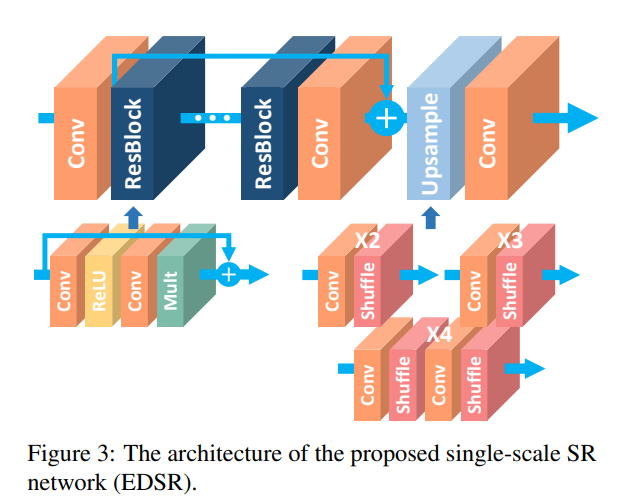 Conv
ResBlock
ResBlock
Conv
Upsample
Conv
Conv
ReLU
Conv
Mult
X2
Conv
Shuffle
X3
Conv
Shuffle
X4
Conv
Shuffle
Conv
Shuffle
Figure 3: The architecture of the proposed single-scale SR
network (EDSR).